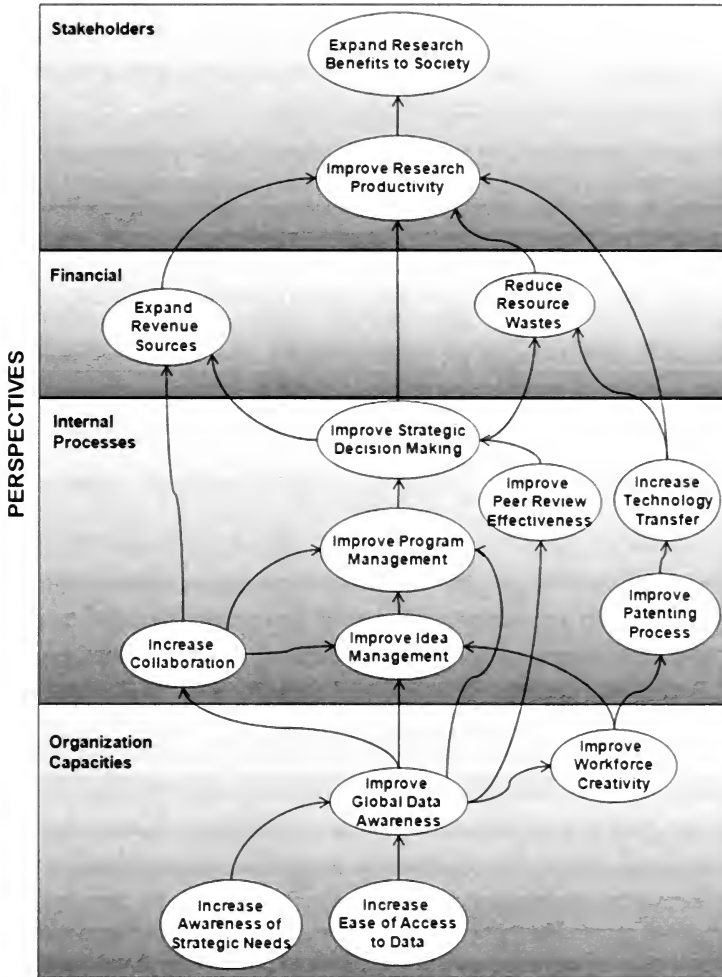 PERSPECTIVES
Stakeholders
Expand Research
Benefits to Society
Improve Research
Productivity
Financial
Expand
Revenue
Sources
Reduce
Resource
Wastes
Internal
Processes
Improve Strategic
Decision Making
Improve
Peer Review
Effectiveness
Increase
Technology
Transfer
Improve Program
Management
Improve
Patenting
Process
Increase
Collaboration
Improve Idea
Management
Organization
Capacities
Improve
Workforce
Creativity
Improve
Global Data
Awareness
Increase
Awareness of
Strategic Needs
Increase
Ease of Access
to Data